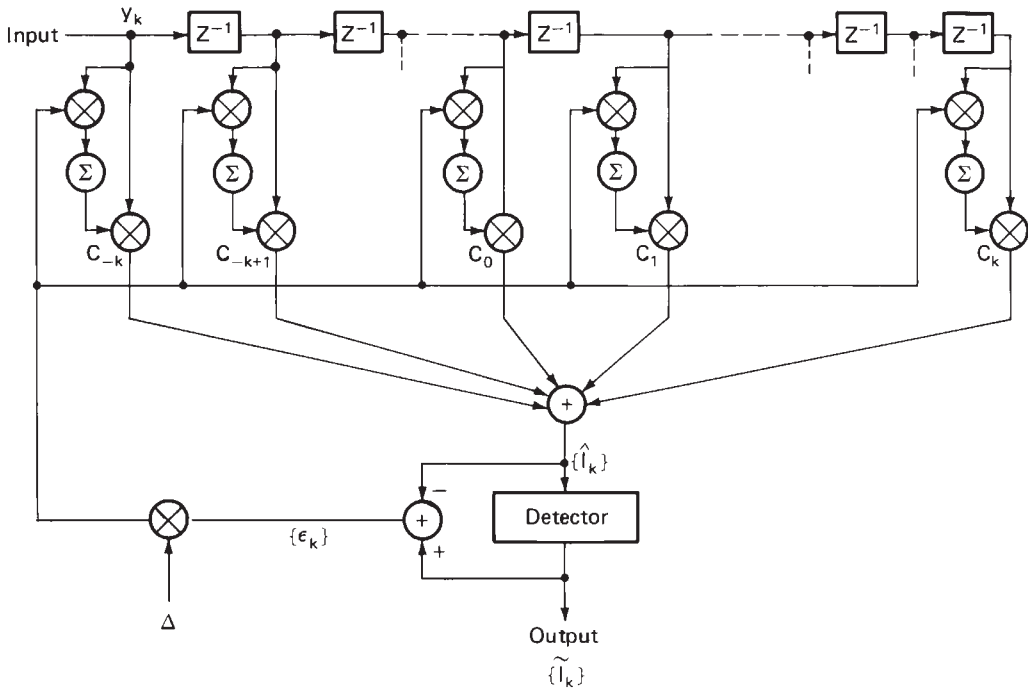 y_k
Input
Z⁻¹ Z⁻¹ Z⁻¹ Z⁻¹ Z⁻¹
Σ Σ Σ Σ Σ
C_{-k} C_{-k+1} C_0 C_1 C_k
+
{Î_k}
−
Detector
+
{ϵ_k}
+
Δ
Output
{Ĩ_k}